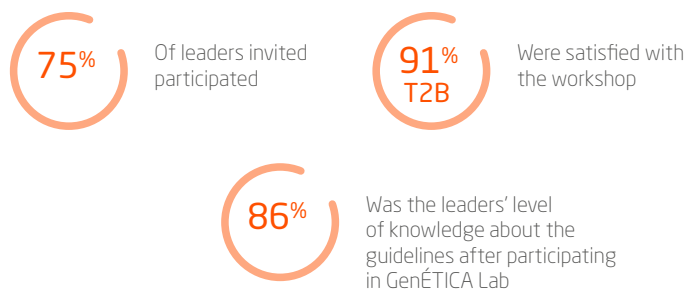 75%
Of leaders invited
participated
91%
T2B
Were satisfied with
the workshop
86%
Was the leaders’ level
of knowledge about the
guidelines after participating
in GenÉTICA Lab